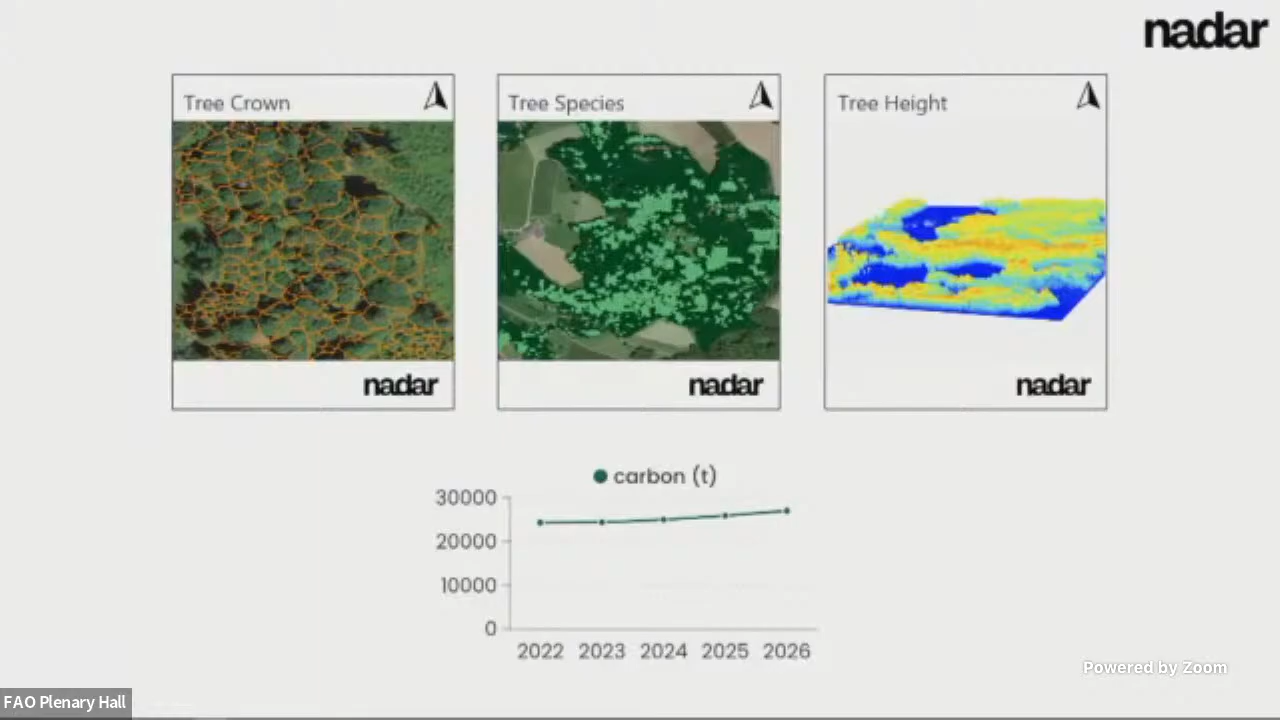 nadar
Tree Crown
Tree Species
Tree Height
nadar
nadar
nadar
carbon (t)
30000
20000
10000
0
2022 2023 2024 2025 2026
Powered by Zoom
FAO Plenary Hall